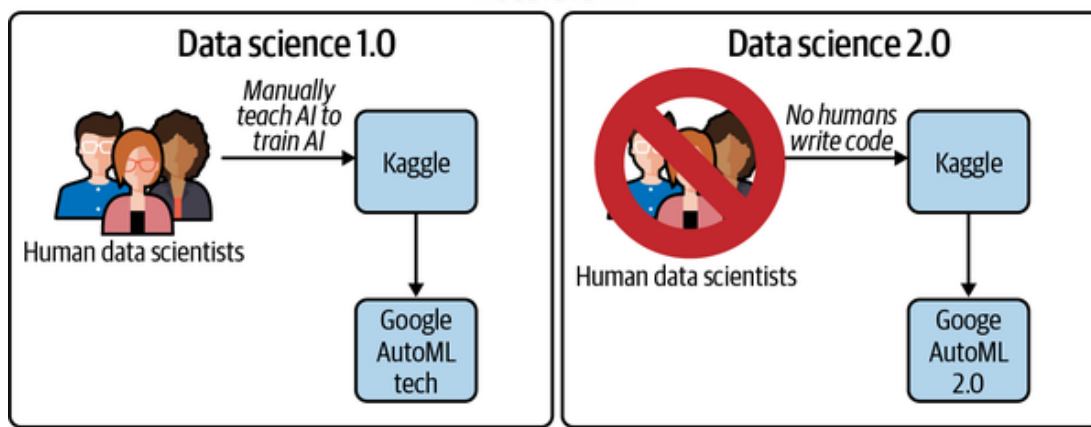 Data science 1.0
Manually
teach AI to
train AI
Kaggle
Human data scientists
Google
AutoML
tech
Data science 2.0
No humans
write code
Kaggle
Human data scientists
Googe
AutoML
2.0